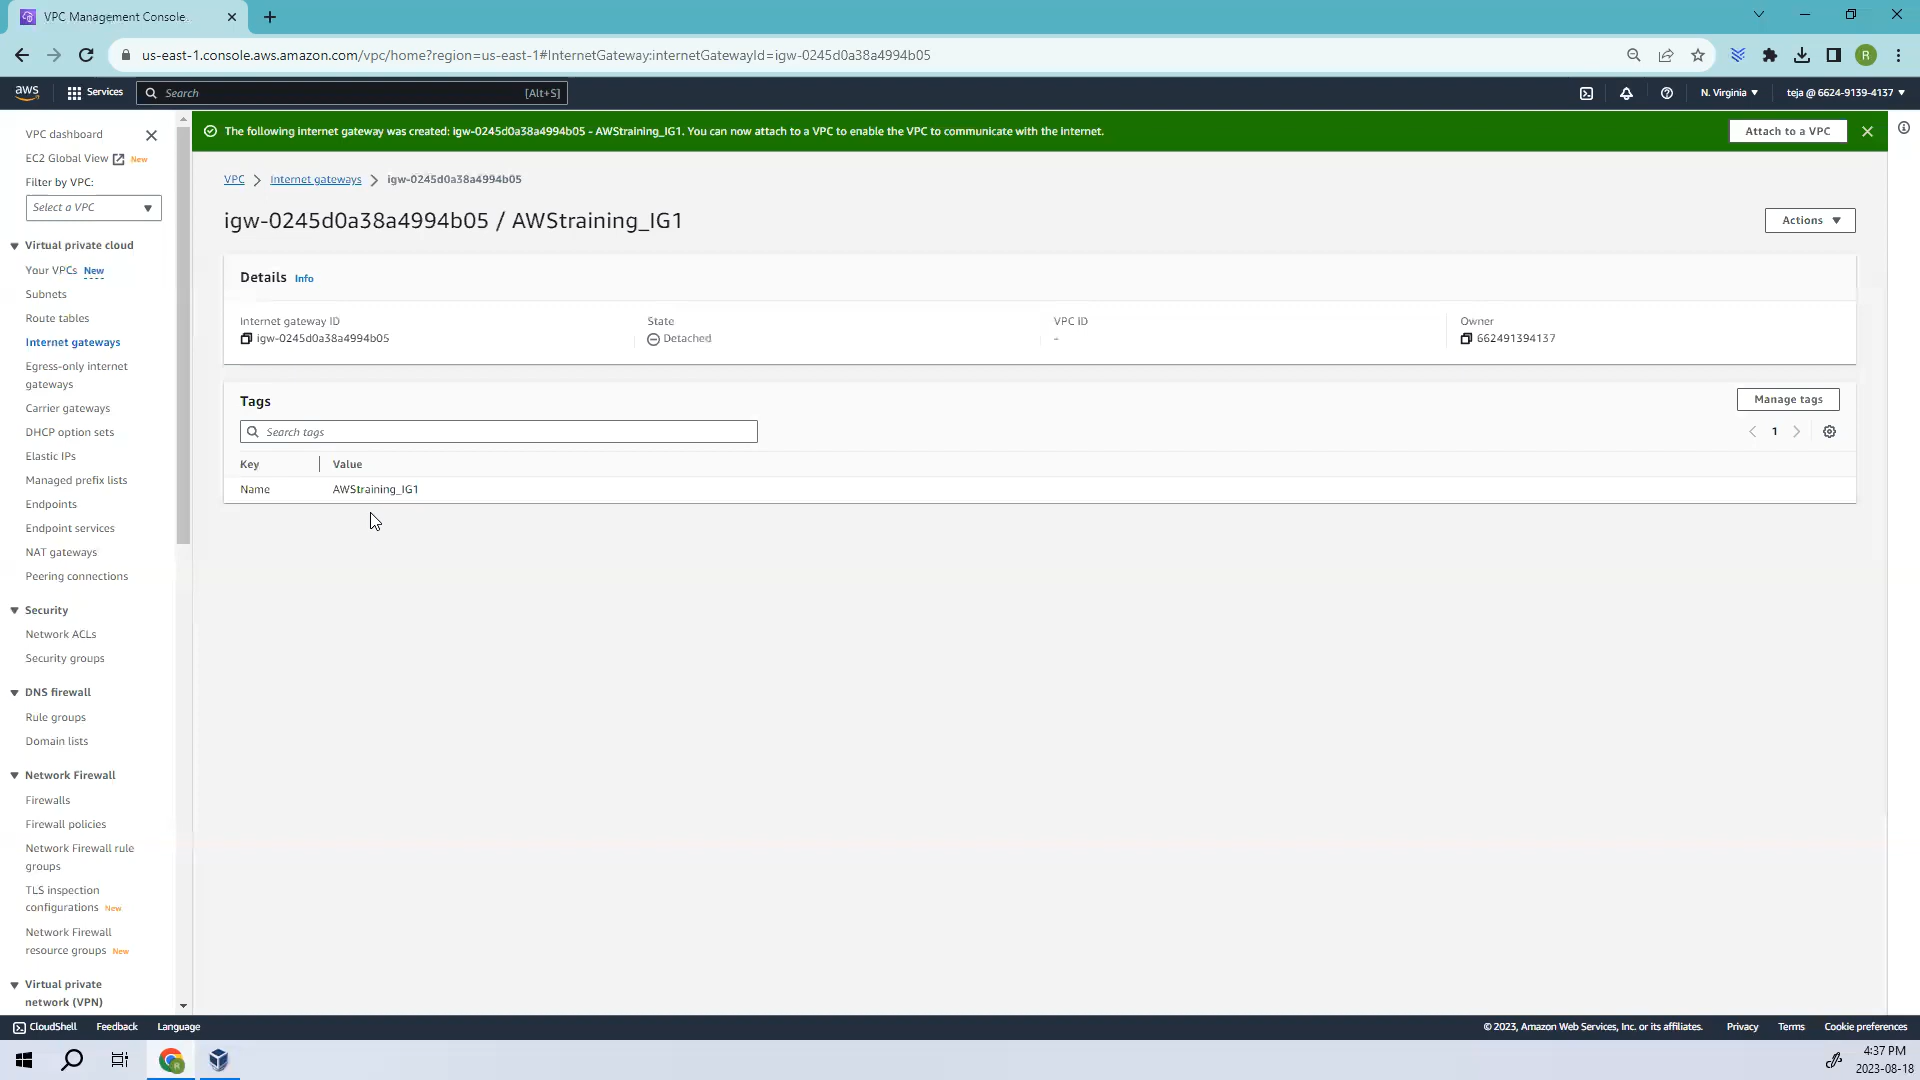 VPC Management Console
us-east-1.console.aws.amazon.com/vpc/home?region=us-east-1#InternetGateway:internetGatewayId=igw-0245d0a38a4994b05
R
aws
Services
Search
[Alt+S]
N. Virginia
teja @ 6624-9139-4137
VPC dashboard
EC2 Global View New
Filter by VPC:
Select a VPC
Virtual private cloud
Your VPCs New
Subnets
Route tables
Internet gateways
Egress-only internet
gateways
Carrier gateways
DHCP option sets
Elastic IPs
Managed prefix lists
Endpoints
Endpoint services
NAT gateways
Peering connections
Security
Network ACLs
Security groups
DNS firewall
Rule groups
Domain lists
Network Firewall
Firewalls
Firewall policies
Network Firewall rule
groups
TLS inspection
configurations New
Network Firewall
resource groups New
Virtual private
network (VPN)
The following internet gateway was created: igw-0245d0a38a4994b05 - AWStraining_IG1. You can now attach to a VPC to enable the VPC to communicate with the internet.
Attach to a VPC
VPC
Internet gateways
igw-0245d0a38a4994b05
igw-0245d0a38a4994b05 / AWStraining_IG1
Actions
Details Info
Internet gateway ID
igw-0245d0a38a4994b05
State
Detached
VPC ID
-
Owner
662491394137
Tags
Manage tags
Search tags
1
Key
Value
Name
AWStraining_IG1
CloudShell
Feedback
Language
© 2023, Amazon Web Services, Inc. or its affiliates.
Privacy
Terms
Cookie preferences
R
4:37 PM
2023-08-18